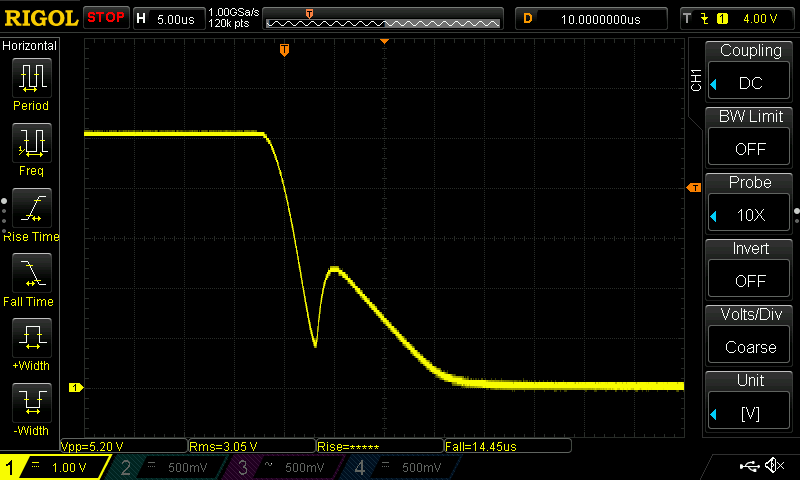 RIGOL STOP H 5.00us 1.00GSa/s 120k pts T D 10.0000000us T 1 4.00 V
Horizontal
Period
Freq
Rise Time
Fall Time
+Width
-Width
T
T
1
CH1
Coupling
DC
BW Limit
OFF
Probe
10X
Invert
OFF
Volts/Div
Coarse
Unit
[V]
Vpp=5.20 V Rms=3.05 V Rise=***** Fall=14.45us
1 1.00 V 2 500mV 3 ~ 500mV 4 500mV